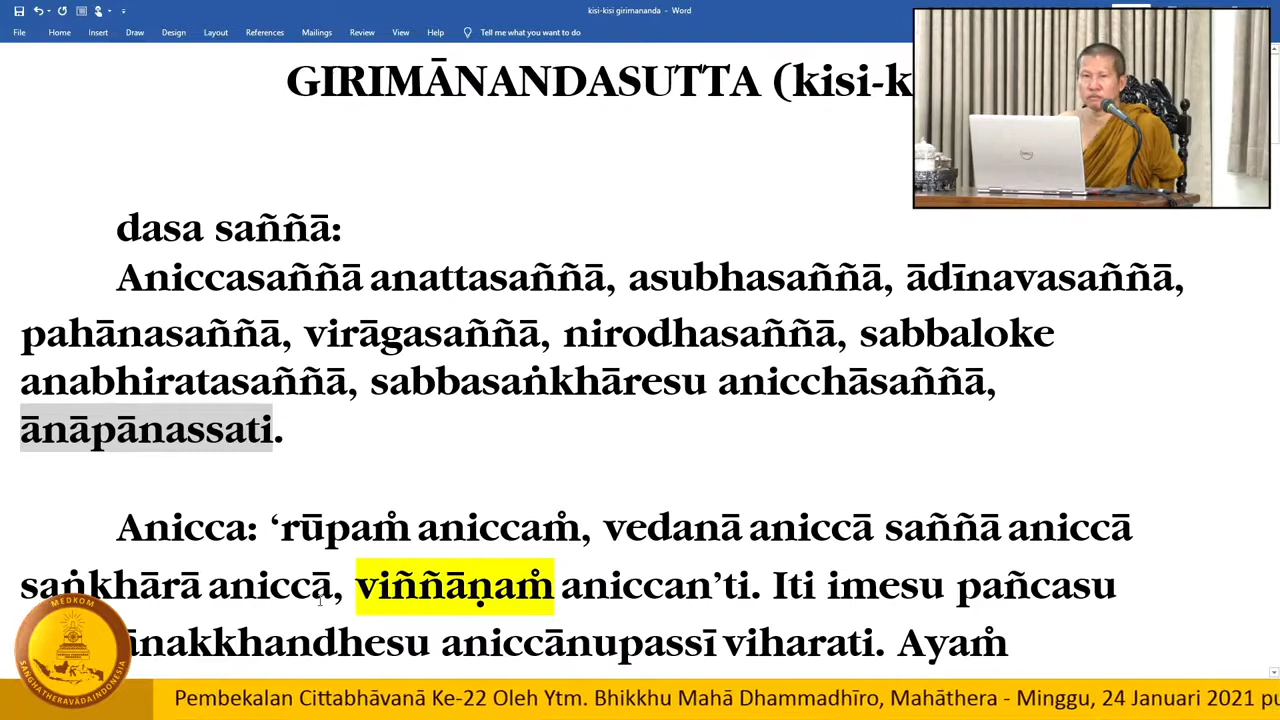 kisi-kisi girimananda - Word
File Home Insert Draw Design Layout References Mailings Review View Help Tell me what you want to do
GIRIMĀNANDASUTTA (kisi-k
dasa saññā:
Aniccasaññā anattasaññā, asubhasaññā, ādīnavasaññā,
pahānasaññā, virāgasaññā, nirodhasaññā, sabbaloke
anabhiratasaññā, sabbasaṅkhāresu anicchāsaññā,
ānāpānassati.
Anicca: ‘rūpaṁ aniccaṁ, vedanā aniccā saññā aniccā
saṅkhārā aniccā, viññāṇaṁ aniccan’ti. Iti imesu pañcasu
ānakkhandhesu aniccānupassī viharati. Ayaṁ
DELL
MEDKOM
SANGHATHERAVĀDAINDONESIA
Pembekalan Cittabhāvanā Ke-22 Oleh Ytm. Bhikkhu Mahā Dhammadhīro, Mahāthera - Minggu, 24 Januari 2021 pu